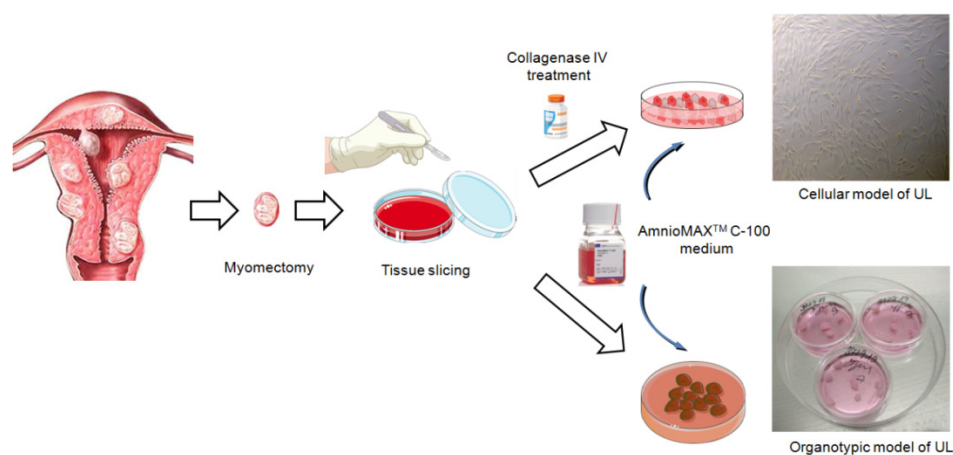 Collagenase IV
treatment
Cellular model of UL
AmnioMAX™ C-100
medium
Myomectomy
Tissue slicing
Organotypic model of UL